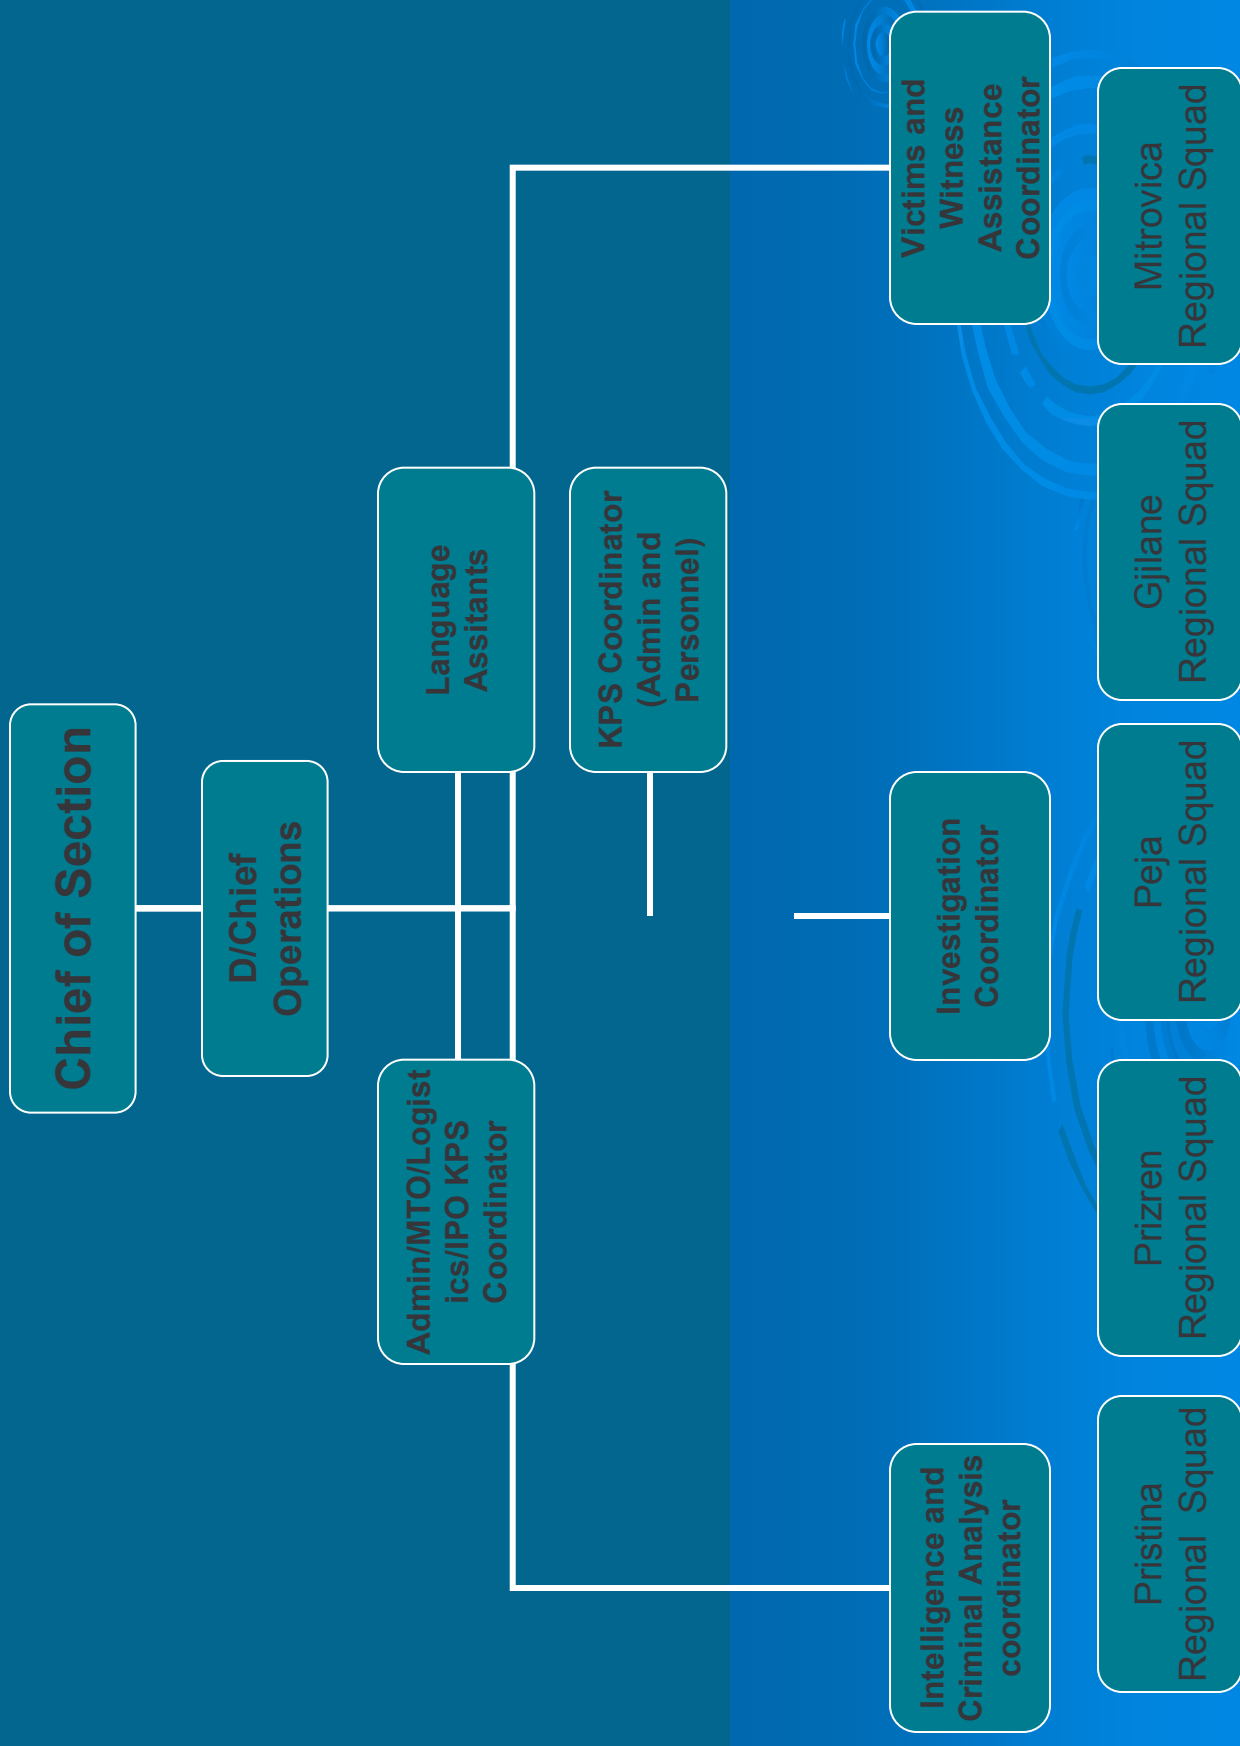 Chief of Section
D/Chief
Operations
Admin/MTO/Logist
ics/IPO KPS
Coordinator
Language
Assitants
KPS Coordinator
(Admin and
Personnel)
Intelligence and
Criminal Analysis
coordinator
Investigation
Coordinator
Victims and
Witness
Assistance
Coordinator
Pristina
Regional Squad
Prizren
Regional Squad
Peja
Regional Squad
Gjilane
Regional Squad
Mitrovica
Regional Squad